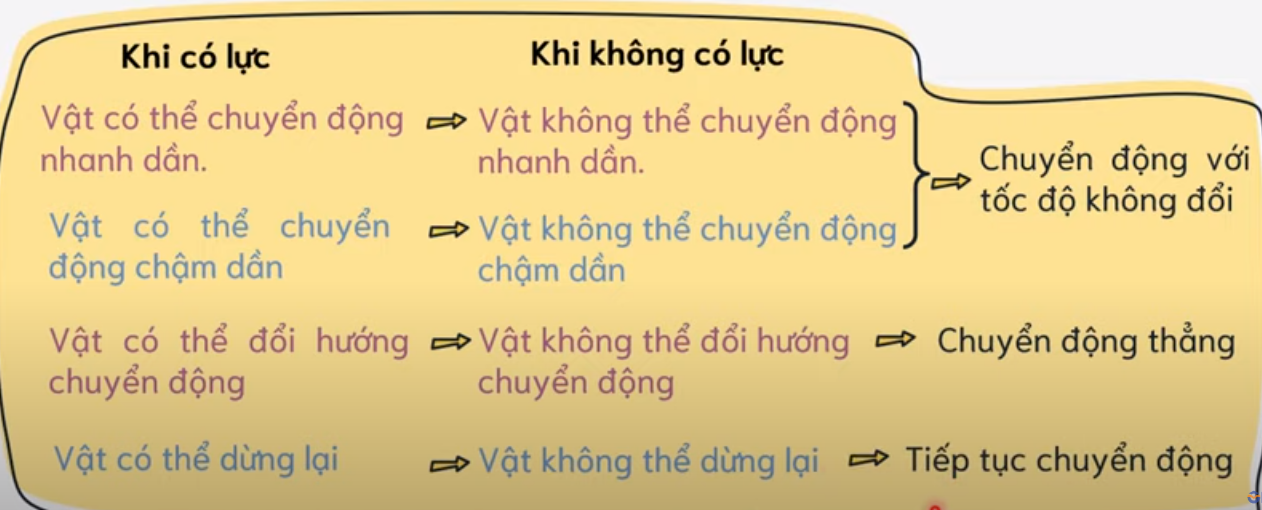 Khi có lực
Khi không có lực
Vật có thể chuyển động
nhanh dần.
Vật không thể chuyển động
nhanh dần.
Chuyển động với
tốc độ không đổi
Vật có thể chuyển
động chậm dần
Vật không thể chuyển động
chậm dần
Vật có thể đổi hướng
chuyển động
Vật không thể đổi hướng
chuyển động
Chuyển động thẳng
Vật có thể dừng lại
Vật không thể dừng lại
Tiếp tục chuyển động